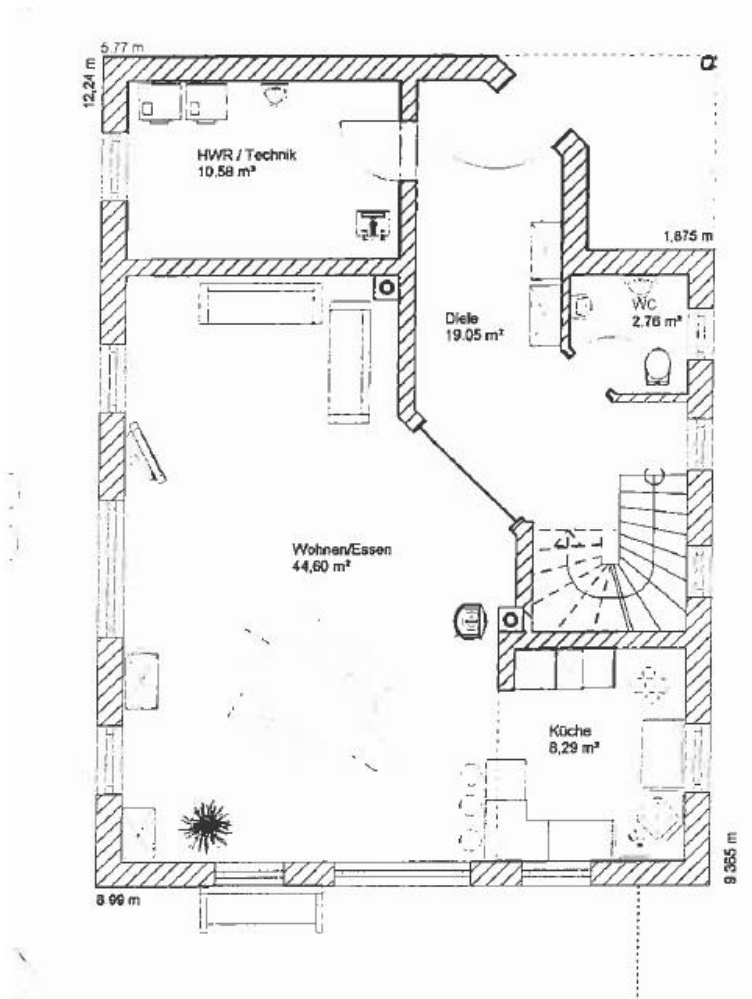 5.77 m
12,24 m
HWR / Technik
10,58 m²
1,875 m
Diele
19.05 m²
WC
2,76 m²
Wohnen/Essen
44,60 m²
Küche
8,29 m²
9.365 m
8.99 m